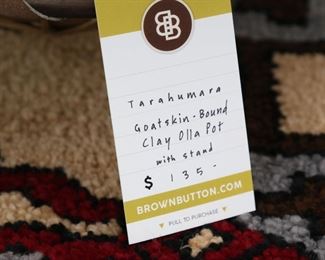 Tarahumara
Goatskin-Bound
Clay Olla Pot
with stand
$ 135-
BROWNBUTTON.COM
▼ PULL TO PURCHASE ▼